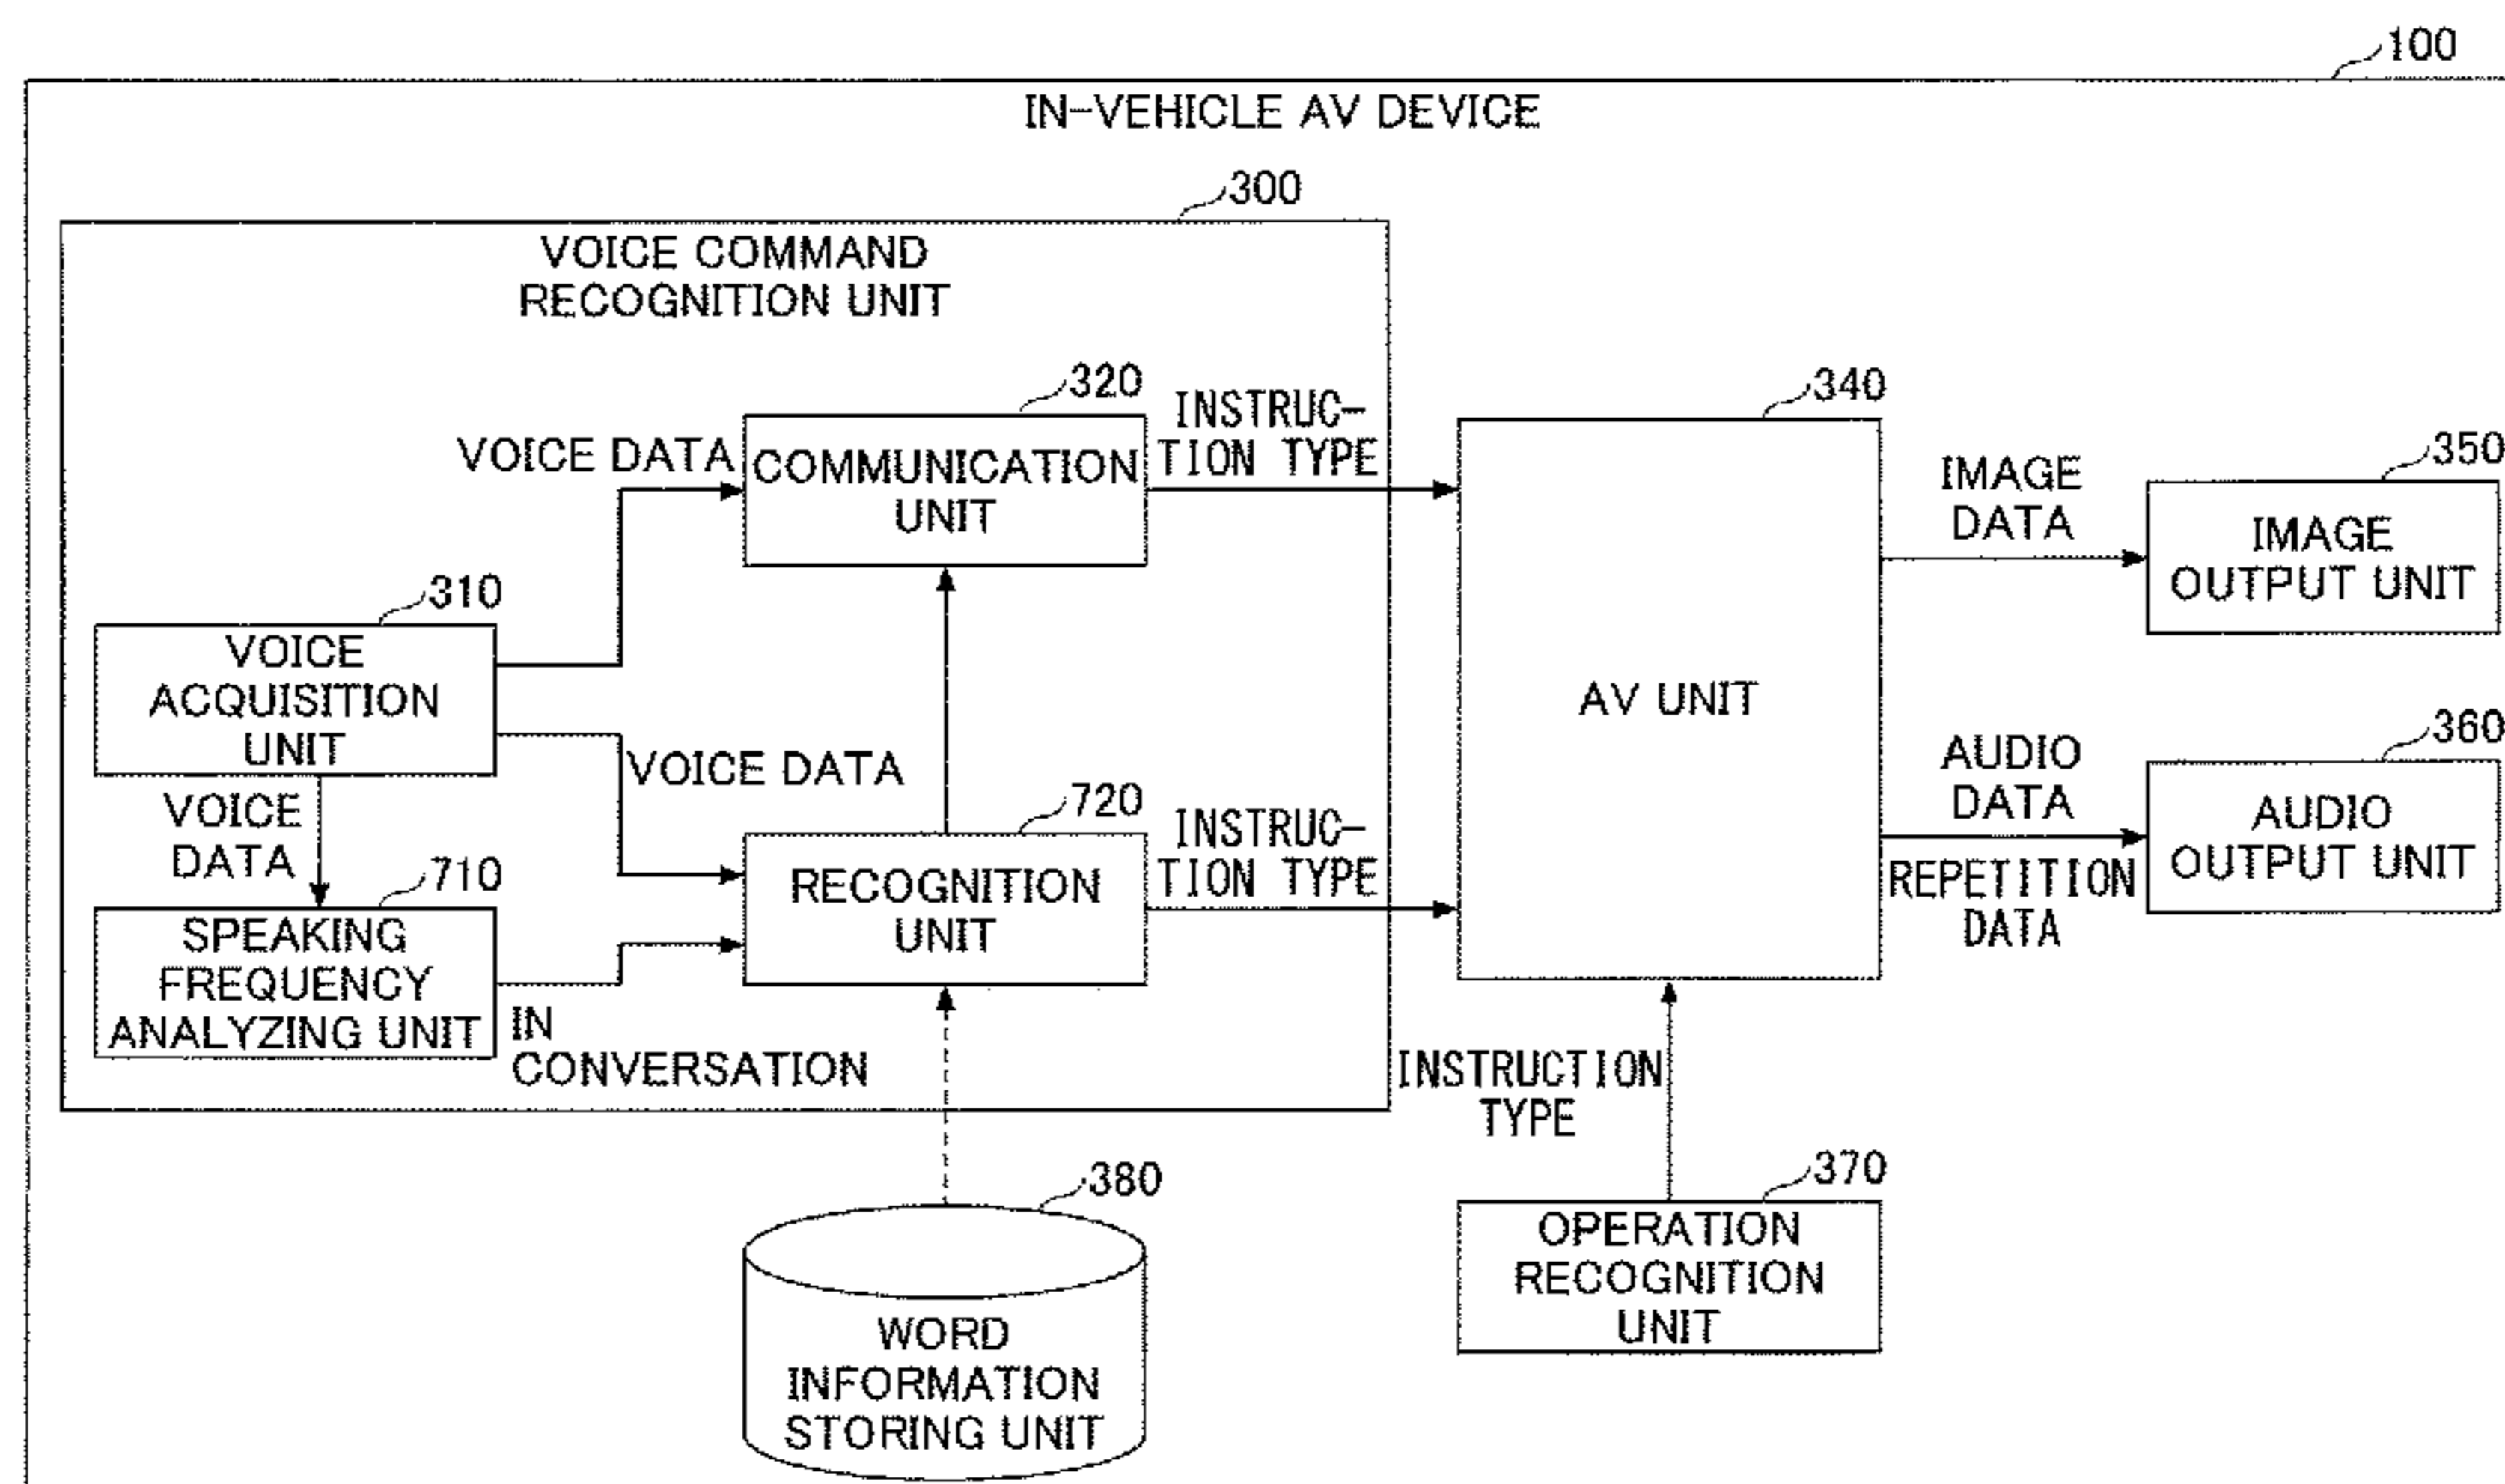 100
IN-VEHICLE AV DEVICE
300
VOICE COMMAND
RECOGNITION UNIT
320
COMMUNICATION
UNIT
VOICE DATA
INSTRUC-
TION TYPE
310
VOICE
ACQUISITION
UNIT
VOICE DATA
VOICE
DATA
710
SPEAKING
FREQUENCY
ANALYZING UNIT
IN
CONVERSATION
720
RECOGNITION
UNIT
INSTRUC-
TION TYPE
340
AV UNIT
IMAGE
DATA
350
IMAGE
OUTPUT UNIT
AUDIO
DATA
REPETITION
DATA
360
AUDIO
OUTPUT UNIT
INSTRUCTION
TYPE
370
OPERATION
RECOGNITION
UNIT
380
WORD
INFORMATION
STORING UNIT